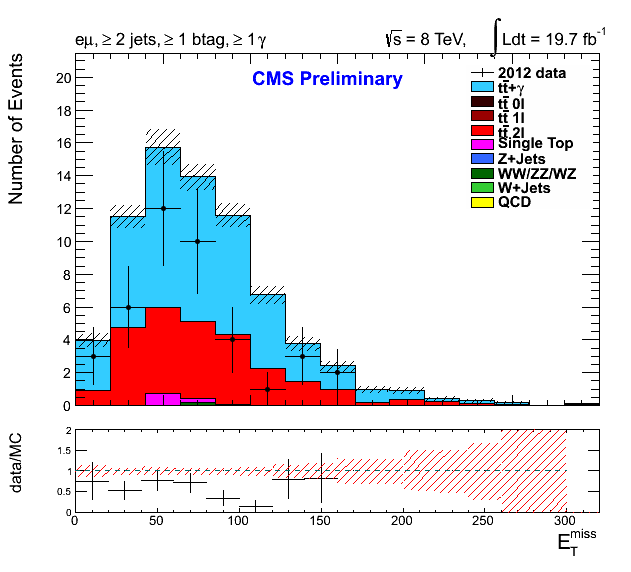 eμ, ≥ 2 jets, ≥ 1 btag, ≥ 1 γ √s = 8 TeV, ∫ Ldt = 19.7 fb⁻¹
CMS Preliminary
2012 data
tt̄+γ
tt̄ 0l
tt̄ 1l
tt̄ 2l
Single Top
Z+Jets
WW/ZZ/WZ
W+Jets
QCD
Number of Events
20
18
16
14
12
10
8
6
4
2
0
data/MC
2
1.5
1
0.5
0
0 50 100 150 200 250 300
E_T^miss